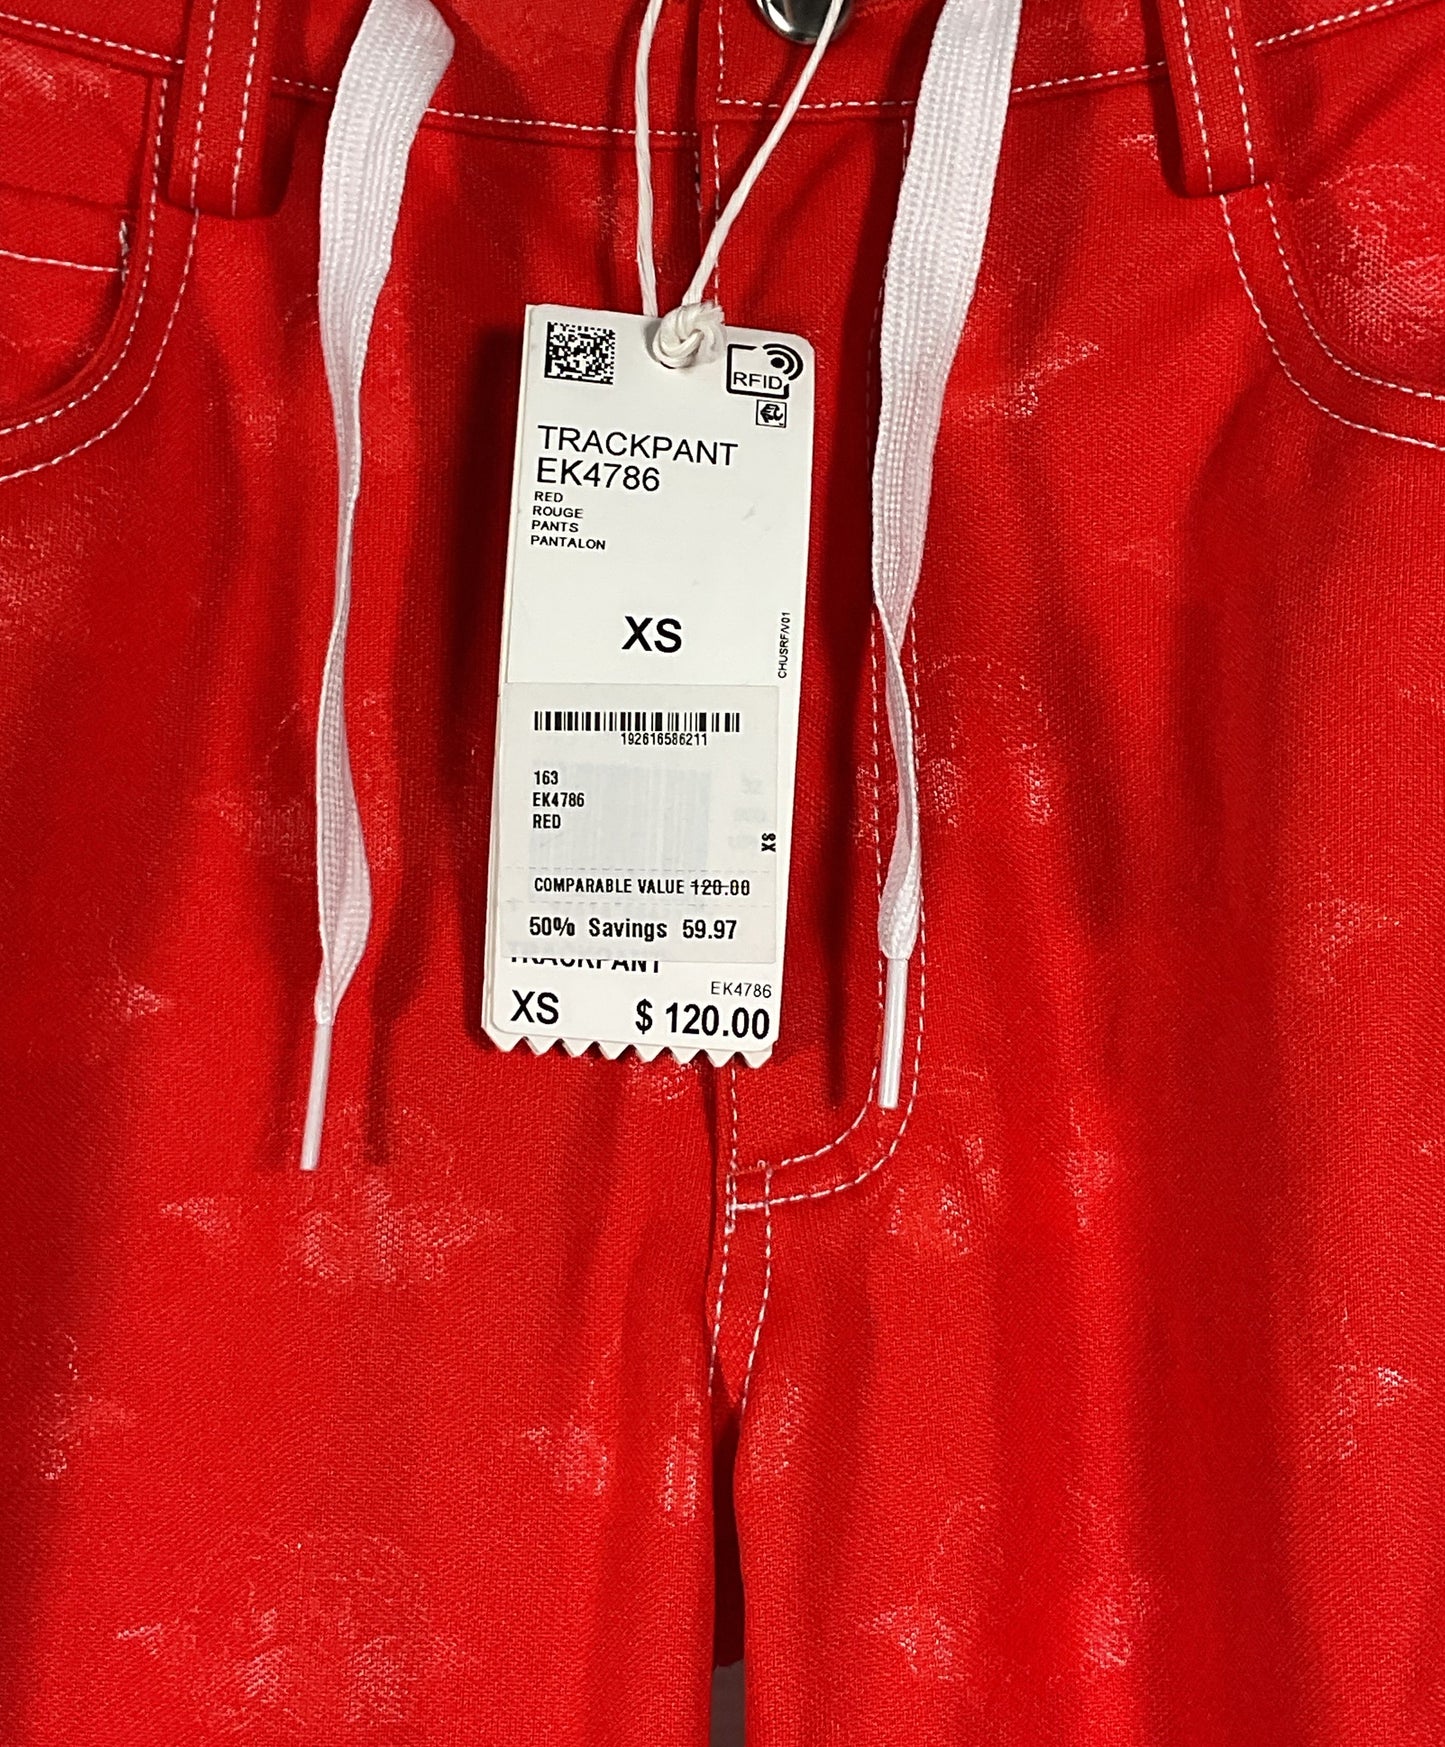 RFID
TRACKPANT
EK4786
RED
ROUGE
PANTS
PANTALON
XS
CHUSRF/V01
192616586211
163
EK4786
RED
XS
COMPARABLE VALUE 120.00
50% Savings 59.97
TRACKPANT
EK4786
XS $ 120.00